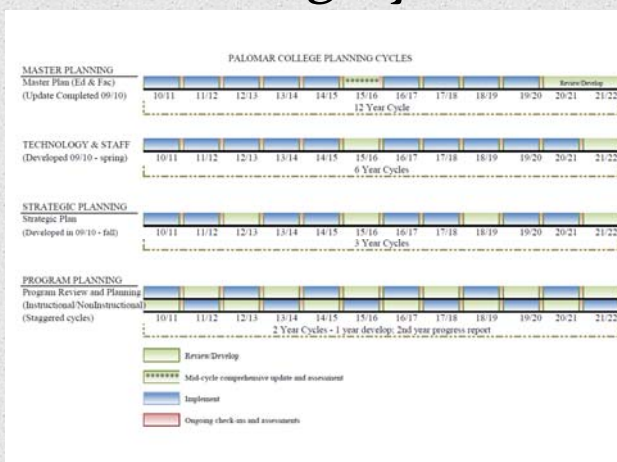 PALOMAR COLLEGE PLANNING CYCLES
MASTER PLANNING
Master Plan (Ed & Fac)
Review/Develop
(Update Completed 09/10)
10/11 11/12 12/13 13/14 14/15 15/16 16/17 17/18 18/19 19/20 20/21 21/22
12 Year Cycle
TECHNOLOGY & STAFF
(Developed 09/10 - spring)
10/11 11/12 12/13 13/14 14/15 15/16 16/17 17/18 18/19 19/20 20/21 21/22
6 Year Cycles
STRATEGIC PLANNING
Strategic Plan
(Developed in 09/10 - fall)
10/11 11/12 12/13 13/14 14/15 15/16 16/17 17/18 18/19 19/20 20/21 21/22
3 Year Cycles
PROGRAM PLANNING
Program Review and Planning
(Instructional/NonInstructional)
(Staggered cycles)
10/11 11/12 12/13 13/14 14/15 15/16 16/17 17/18 18/19 19/20 20/21 21/22
2 Year Cycles - 1 year develop; 2nd year progress report
Review/Develop
Mid-cycle comprehensive update and assessment
Implement
Ongoing check-ins and assessments